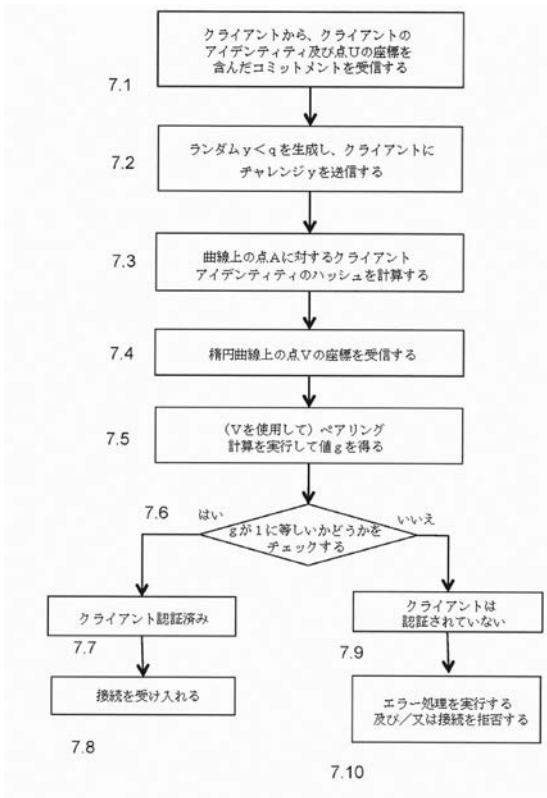 クライアントから、クライアントの
アイデンティティ及び点Uの座標を
含んだコミットメントを受信する
7.1
ランダムy<qを生成し、クライアントに
チャレンジyを送信する
7.2
曲線上の点Aに対するクライアント
アイデンティティのハッシュを計算する
7.3
楕円曲線上の点Vの座標を受信する
7.4
(Vを使用して)ペアリング
計算を実行して値gを得る
7.5
7.6
はい
gが1に等しいかどうかを
チェックする
いいえ
クライアント認証済み
7.7
接続を受け入れる
7.8
クライアントは
認証されていない
7.9
エラー処理を実行する
及び/又は接続を拒否する
7.10